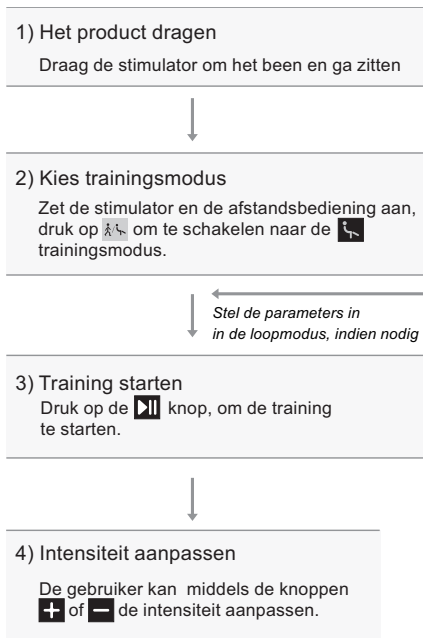 1) Het product dragen
Draag de stimulator om het been en ga zitten
2) Kies trainingsmodus
Zet de stimulator en de afstandsbediening aan,
druk op om te schakelen naar de
trainingsmodus.
Stel de parameters in
in de loopmodus, indien nodig
3) Training starten
Druk op de knop, om de training
te starten.
4) Intensiteit aanpassen
De gebruiker kan middels de knoppen
+ of − de intensiteit aanpassen.